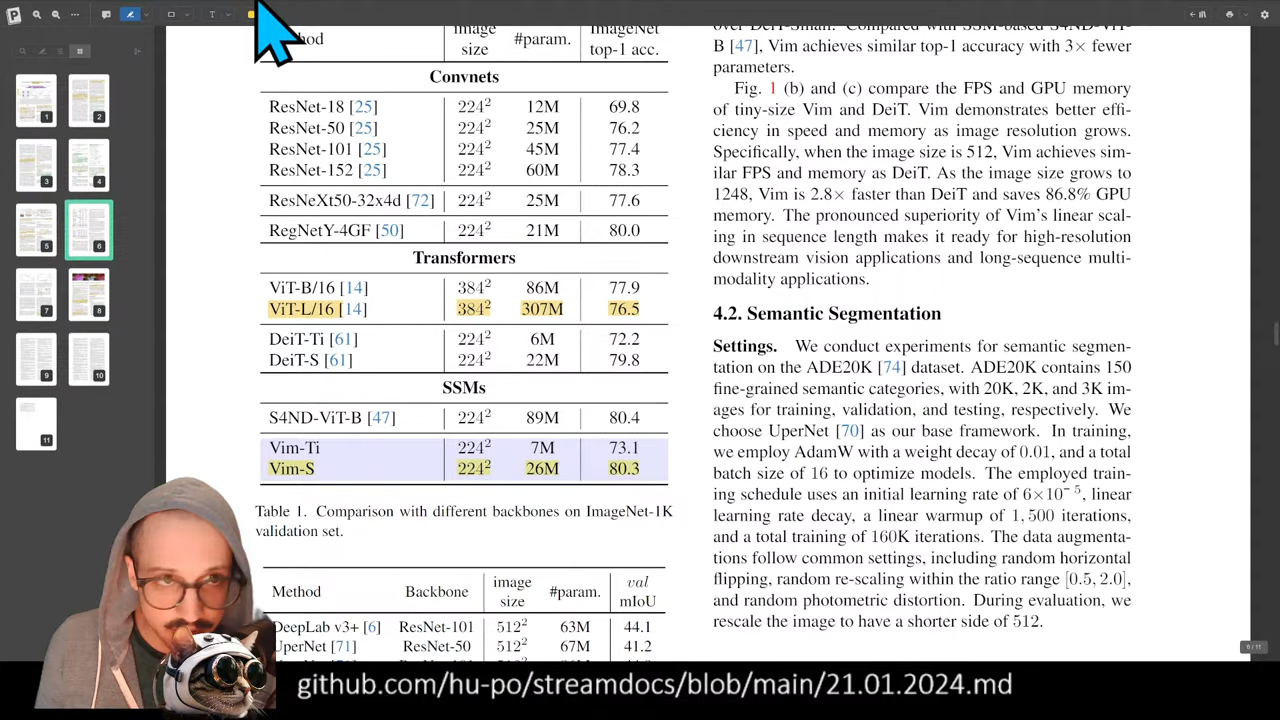 image
#param.
ImageNet
size
top-1 acc.
Convnets
ResNet-18 [25] 224² 12M 69.8
ResNet-50 [25] 224² 25M 76.2
ResNet-101 [25] 224² 45M 77.4
ResNet-152 [25] 224² 60M 78.3
ResNeXt50-32x4d [72] 224² 25M 77.6
RegNetY-4GF [50] 224² 21M 80.0
Transformers
ViT-B/16 [14] 384² 86M 77.9
ViT-L/16 [14] 384² 307M 76.5
DeiT-Ti [61] 224² 6M 72.2
DeiT-S [61] 224² 22M 79.8
SSMs
S4ND-ViT-B [47] 224² 89M 80.4
Vim-Ti 224² 7M 73.1
Vim-S 224² 26M 80.3
Table 1. Comparison with different backbones on ImageNet-1K
validation set.
Method Backbone image size #param. val mIoU
DeepLab v3+ [6] ResNet-101 512² 63M 44.1
UperNet [71] ResNet-50 512² 67M 41.2
B [47], Vim achieves similar top-1 accuracy with 3× fewer
parameters.
Fig. 1 (b) and (c) compare the FPS and GPU memory
of tiny-size Vim and DeiT. Vim demonstrates better effi-
ciency in speed and memory as image resolution grows.
Specifically, when the image size is 512, Vim achieves sim-
ilar FPS and memory as DeiT. As the image size grows to
1248, Vim is 2.8× faster than DeiT and saves 86.8% GPU
memory. The pronounced superiority of Vim's linear scal-
ing in sequence length makes it ready for high-resolution
downstream vision applications and long-sequence multi-
modality applications.
4.2. Semantic Segmentation
Settings. We conduct experiments for semantic segmen-
tation on the ADE20K [74] dataset. ADE20K contains 150
fine-grained semantic categories, with 20K, 2K, and 3K im-
ages for training, validation, and testing, respectively. We
choose UperNet [70] as our base framework. In training,
we employ AdamW with a weight decay of 0.01, and a total
batch size of 16 to optimize models. The employed train-
ing schedule uses an initial learning rate of 6×10⁻⁵, linear
learning rate decay, a linear warmup of 1,500 iterations,
and a total training of 160K iterations. The data augmenta-
tions follow common settings, including random horizontal
flipping, random re-scaling within the ratio range [0.5, 2.0],
and random photometric distortion. During evaluation, we
rescale the image to have a shorter side of 512.
1
2
3
4
5
6
7
8
9
10
11
6/11
github.com/hu-po/streamdocs/blob/main/21.01.2024.md